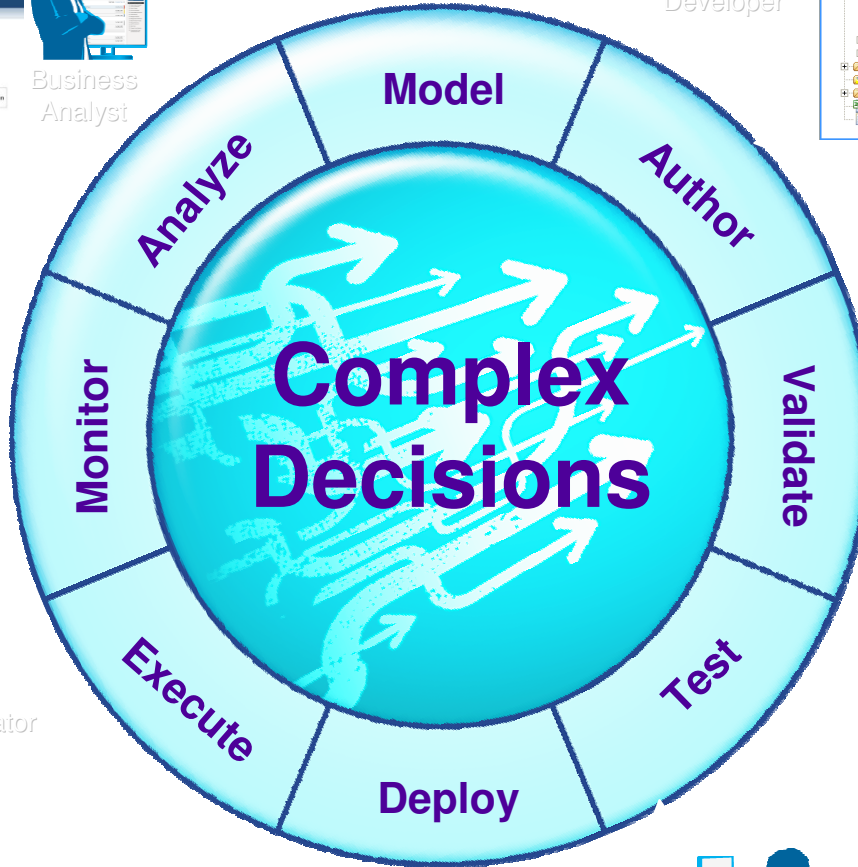 Developer
Business
Analyst
Model
Author
Validate
Test
Deploy
Execute
Monitor
Analyze
Complex
Decisions